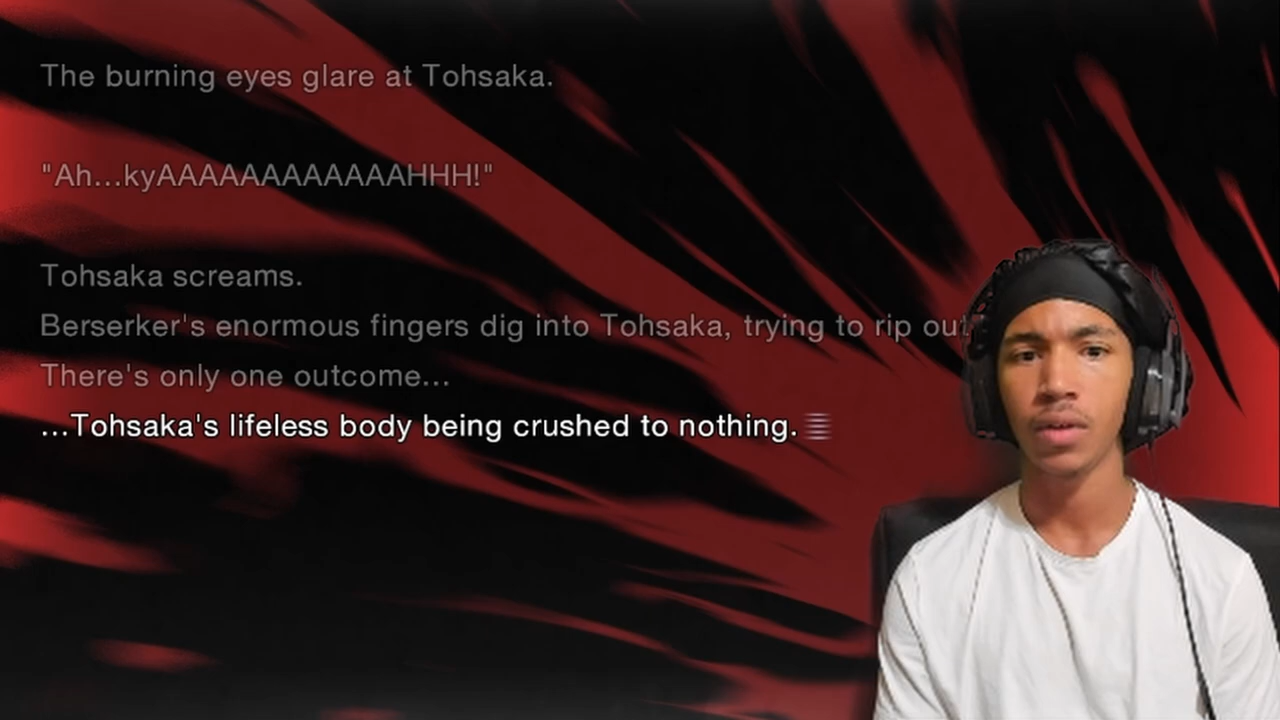 The burning eyes glare at Tohsaka.
"Ah...kyAAAAAAAAAAAAHHH!"
Tohsaka screams.
Berserker's enormous fingers dig into Tohsaka, trying to rip out
There's only one outcome...
...Tohsaka's lifeless body being crushed to nothing.